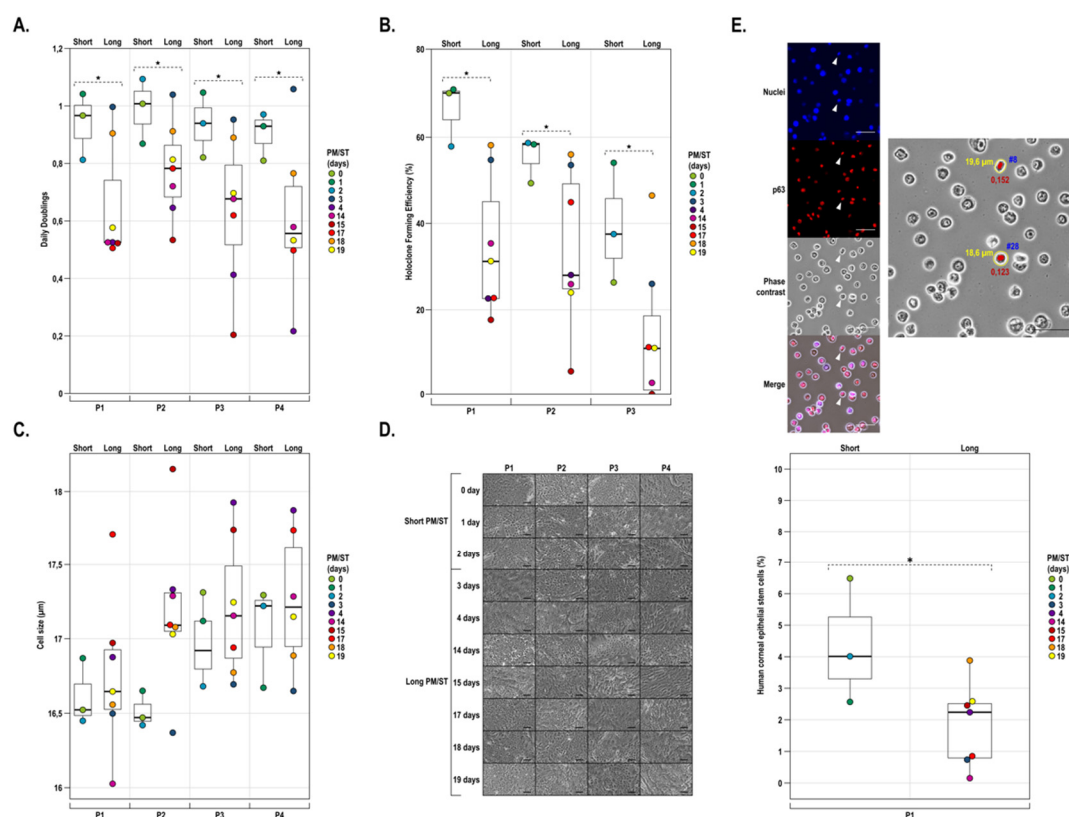 A.
Short Long Short Long Short Long Short Long
Daily Doublings
1,2
1
0,8
0,6
0,4
0,2
0
* * * *
P1 P2 P3 P4
PM/ST
(days)
0
1
2
3
4
14
15
17
18
19
B.
Short Long Short Long Short Long
Holoclone Forming Efficiency (%)
80
60
40
20
0
* * *
P1 P2 P3
PM/ST
(days)
0
1
2
3
4
14
15
17
18
19
C.
Short Long Short Long Short Long Short Long
Cell size (µm)
18
17,5
17
16,5
16
P1 P2 P3 P4
PM/ST
(days)
0
1
2
3
4
14
15
17
18
19
D.
P1 P2 P3 P4
Short PM/ST
0 day
1 day
2 days
Long PM/ST
3 days
4 days
14 days
15 days
17 days
18 days
19 days
E.
Nuclei
p63
Phase
contrast
Merge
19,6 µm #8
0,152
18,6 µm #28
0,123
Short Long
Human corneal epithelial stem cells (%)
10
9
8
7
6
5
4
3
2
1
0
*
P1
PM/ST
(days)
0
1
2
3
4
14
15
17
18
19